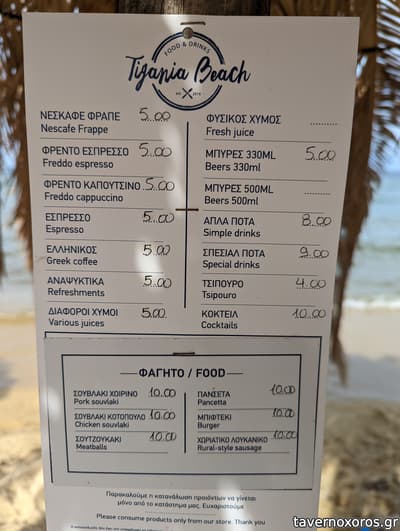 FOOD & DRINKS
Tigania Beach
ΝΕΣΚΑΦΕ ΦΡΑΠΕ 5.00
Nescafe Frappe
ΦΡΕΝΤΟ ΕΣΠΡΕΣΣΟ 5.00
Freddo espresso
ΦΡΕΝΤΟ ΚΑΠΟΥΤΣΙΝΟ 5.00
Freddo cappuccino
ΕΣΠΡΕΣΣΟ 5.00
Espresso
ΕΛΛΗΝΙΚΟΣ 5.00
Greek coffee
ΑΝΑΨΥΚΤΙΚΑ 5.00
Refreshments
ΔΙΑΦΟΡΟΙ ΧΥΜΟΙ 5.00
Various juices
ΦΥΣΙΚΟΣ ΧΥΜΟΣ ..........
Fresh juice
ΜΠΥΡΕΣ 330ML 5.00
Beers 330ml
ΜΠΥΡΕΣ 500ML ..........
Beers 500ml
ΑΠΛΑ ΠΟΤΑ 8.00
Simple drinks
ΣΠΕΣΙΑΛ ΠΟΤΑ 9.00
Special drinks
ΤΣΙΠΟΥΡΟ 4.00
Tsipouro
ΚΟΚΤΕΙΛ 10.00
Cocktails
ΦΑΓΗΤΟ / FOOD
ΣΟΥΒΛΑΚΙ ΧΟΙΡΙΝΟ 10.00
Pork souvlaki
ΣΟΥΒΛΑΚΙ ΚΟΤΟΠΟΥΛΟ 10.00
Chicken souvlaki
ΣΟΥΤΖΟΥΚΑΚΙ 10.00
Meatballs
ΠΑΝΣΕΤΑ 10.00
Pancetta
ΜΠΙΦΤΕΚΙ 10.00
Burger
ΧΩΡΙΑΤΙΚΟ ΛΟΥΚΑΝΙΚΟ 10.00
Rural-style sausage
Παρακαλούμε η κατανάλωση προιόντων να γίνεται
μόνο από το κατάστημα μας. Ευχαριστούμε
Please consume products only from our store. Thank you
tavernoxoros.gr